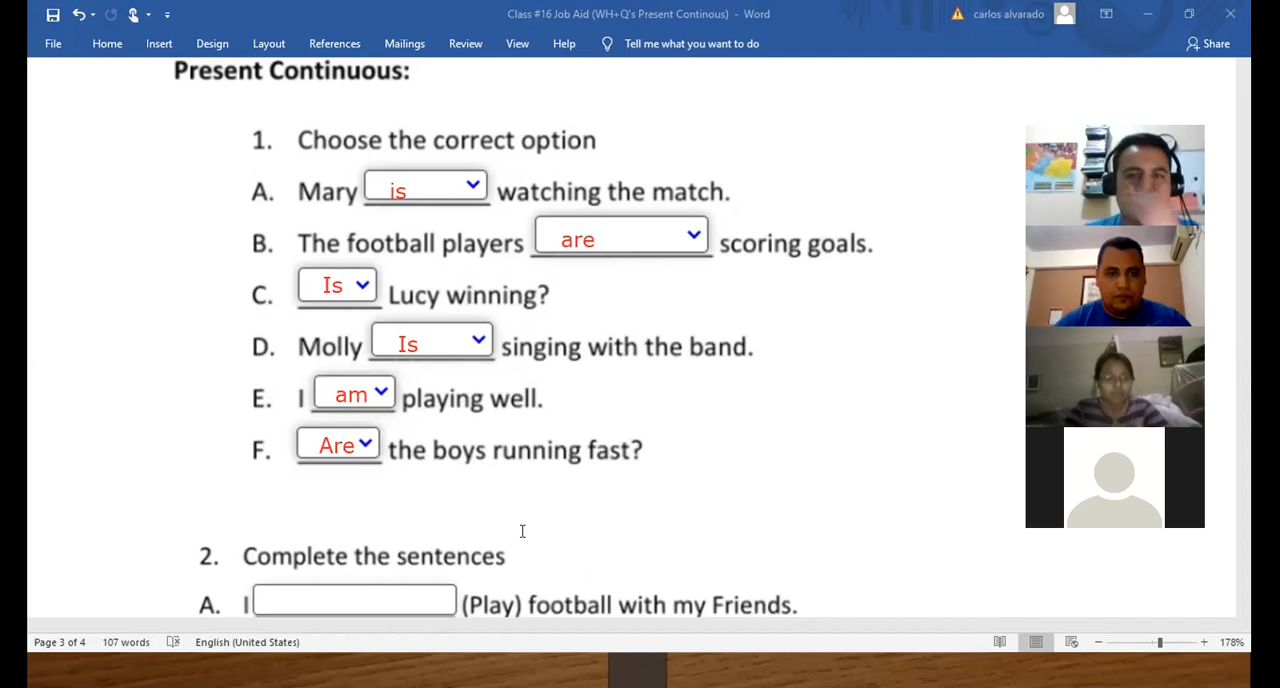 Class #16 Job Aid (WH+Q's Present Continous) - Word
carlos alvarado
File Home Insert Design Layout References Mailings Review View Help Tell me what you want to do Share
Present Continuous:
1. Choose the correct option
A. Mary is watching the match.
B. The football players are scoring goals.
C. Is Lucy winning?
D. Molly Is singing with the band.
E. I am playing well.
F. Are the boys running fast?
2. Complete the sentences
A. I (Play) football with my Friends.
Page 3 of 4 107 words English (United States) 178%